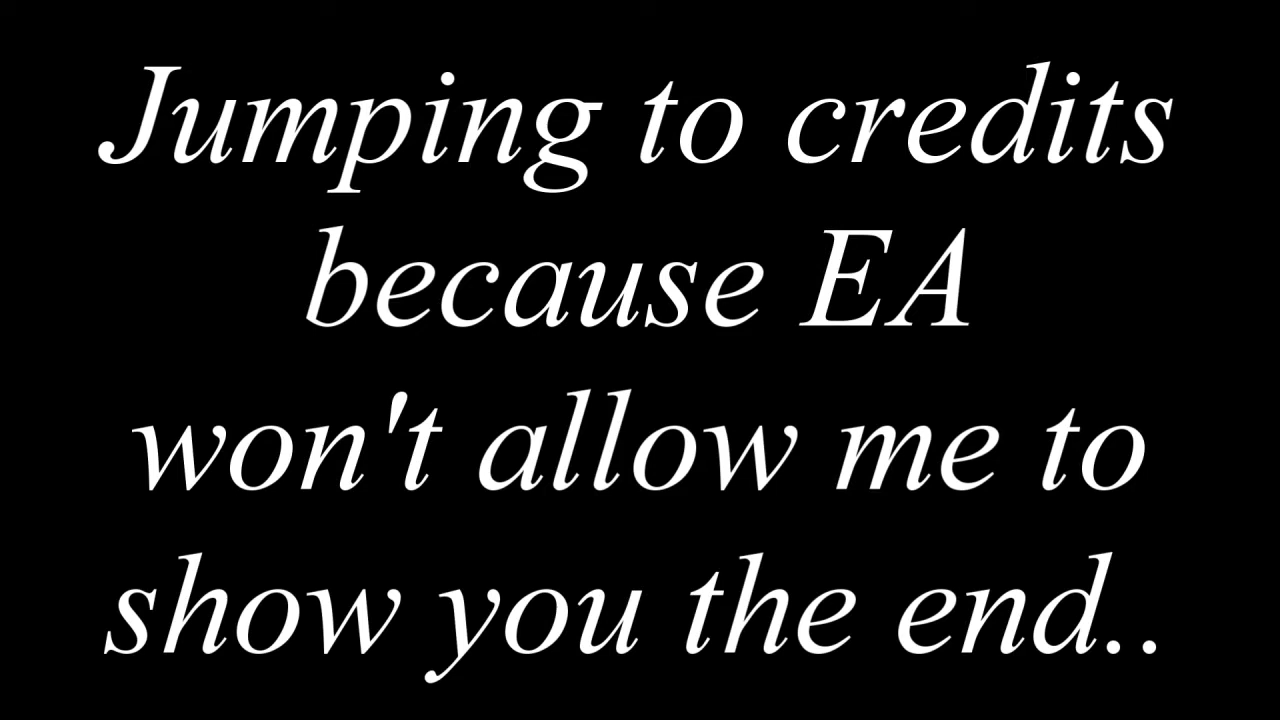 Jumping to credits
because EA
won't allow me to
show you the end..